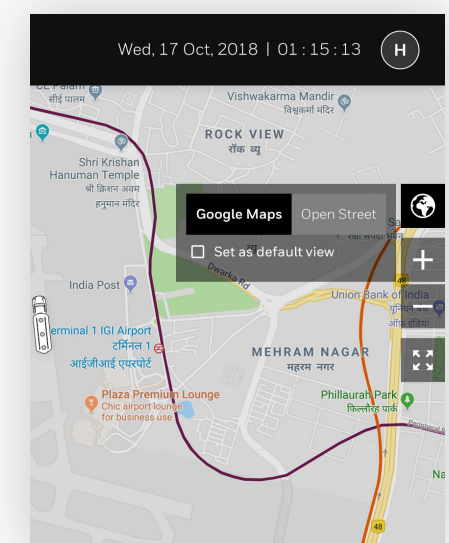 Wed, 17 Oct, 2018 | 01 : 15 : 13
H
सीई पालम
Vishwakarma Mandir
विश्वकर्मा मंदिर
ROCK VIEW
रॉक व्यू
Shri Krishan
Hanuman Temple
श्री क्रिशन अवम
हनुमान मंदिर
Google Maps
Open Street
Set as default view
Dwarka Rd
48
India Post
Union Bank of India
erminal 1 IGI Airport
टर्मिनल 1
आईजीआई एयरपोर्ट
MEHRAM NAGAR
महरम नगर
Plaza Premium Lounge
Chic airport lounge
for business use
Phillaurah Park
फिल्लौरह पार्क
Peripheral
Na
48